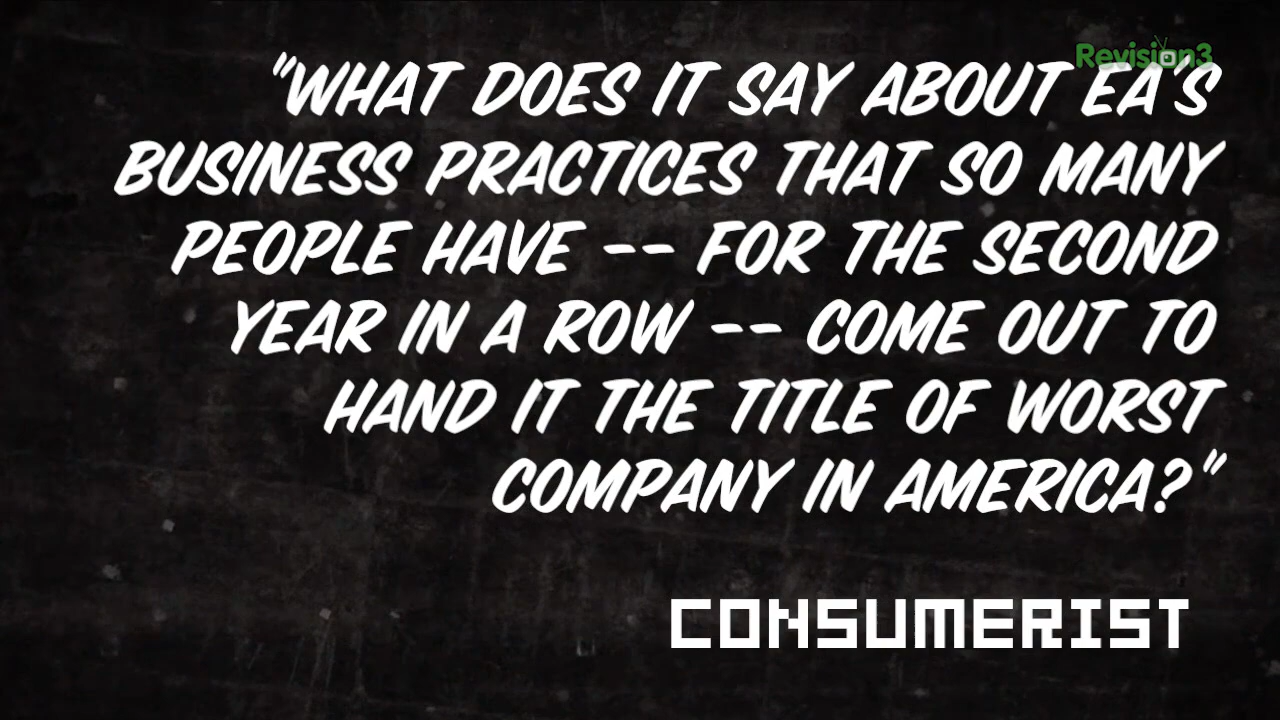 Revision3
"WHAT DOES IT SAY ABOUT EA'S
BUSINESS PRACTICES THAT SO MANY
PEOPLE HAVE -- FOR THE SECOND
YEAR IN A ROW -- COME OUT TO
HAND IT THE TITLE OF WORST
COMPANY IN AMERICA?"
CONSUMERIST